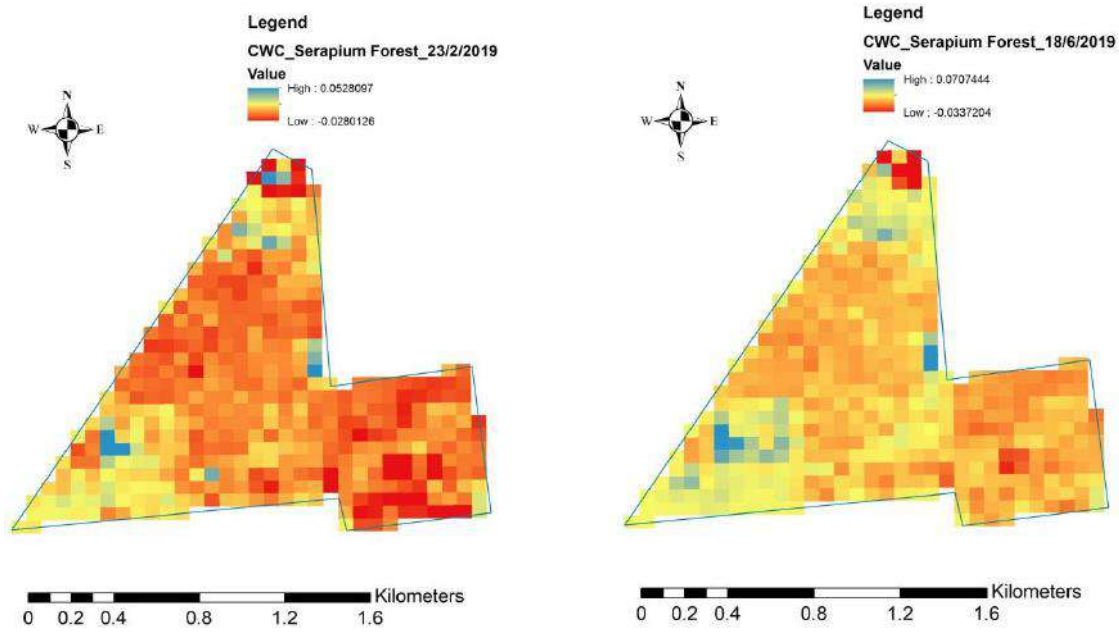 Legend
CWC_Serapium Forest_23/2/2019
Value
High : 0.0528097
Low : -0.0280126
N
W E
S
0 0.2 0.4 0.8 1.2 1.6
Kilometers
Legend
CWC_Serapium Forest_18/6/2019
Value
High : 0.0707444
Low : -0.0337204
N
W E
S
0 0.2 0.4 0.8 1.2 1.6
Kilometers